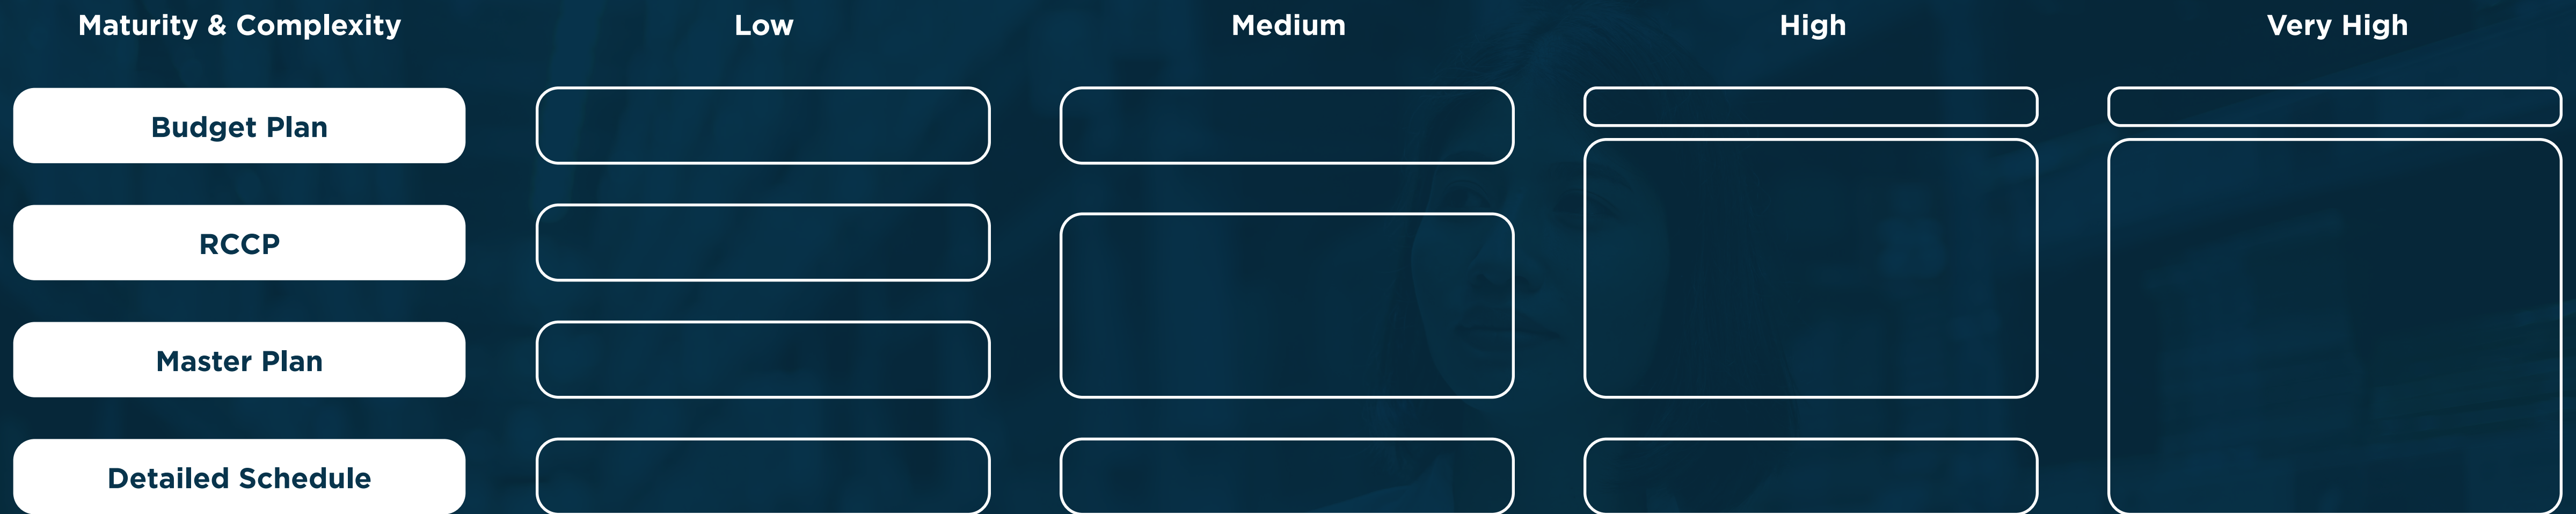 Maturity & Complexity
Low
Medium
High
Very High
Budget Plan
RCCP
Master Plan
Detailed Schedule